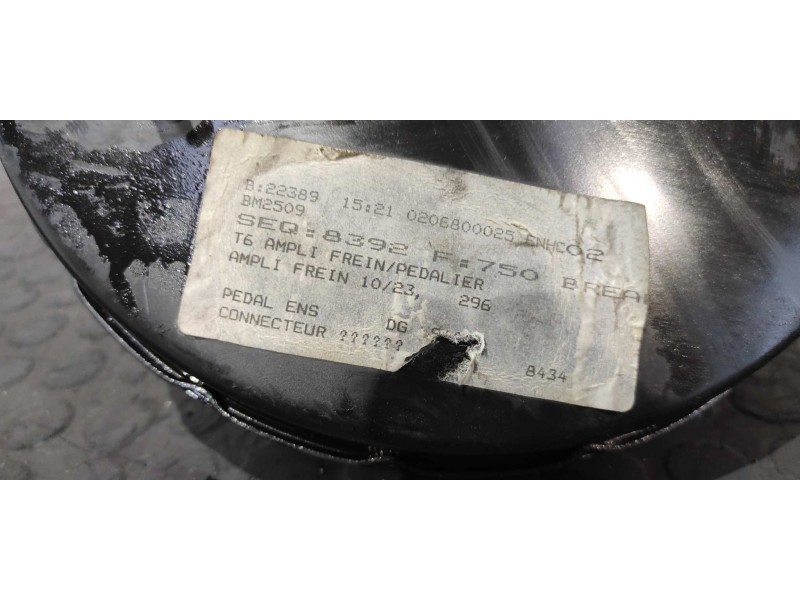 B:22389 15:21 0206800025 6NHC02
BM2509
SEQ:8392 F:750 BREA
T6 AMPLI FREIN/PEDALIER
AMPLI FREIN 10/23, 296
PEDAL ENS DG
CONNECTEUR ??????
8434